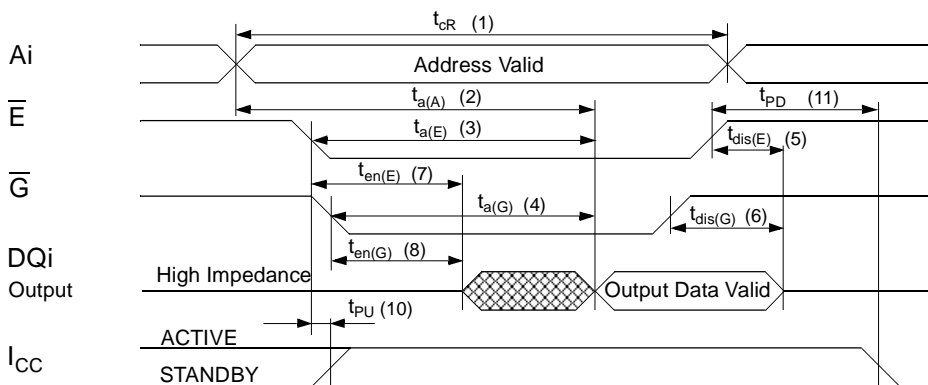 tcR (1)
Ai
Address Valid
ta(A) (2)
tPD (11)
E
ta(E) (3)
tdis(E) (5)
ten(E) (7)
G
ta(G) (4)
tdis(G) (6)
ten(G) (8)
DQi
Output
High Impedance
Output Data Valid
tPU (10)
ACTIVE
ICC
STANDBY